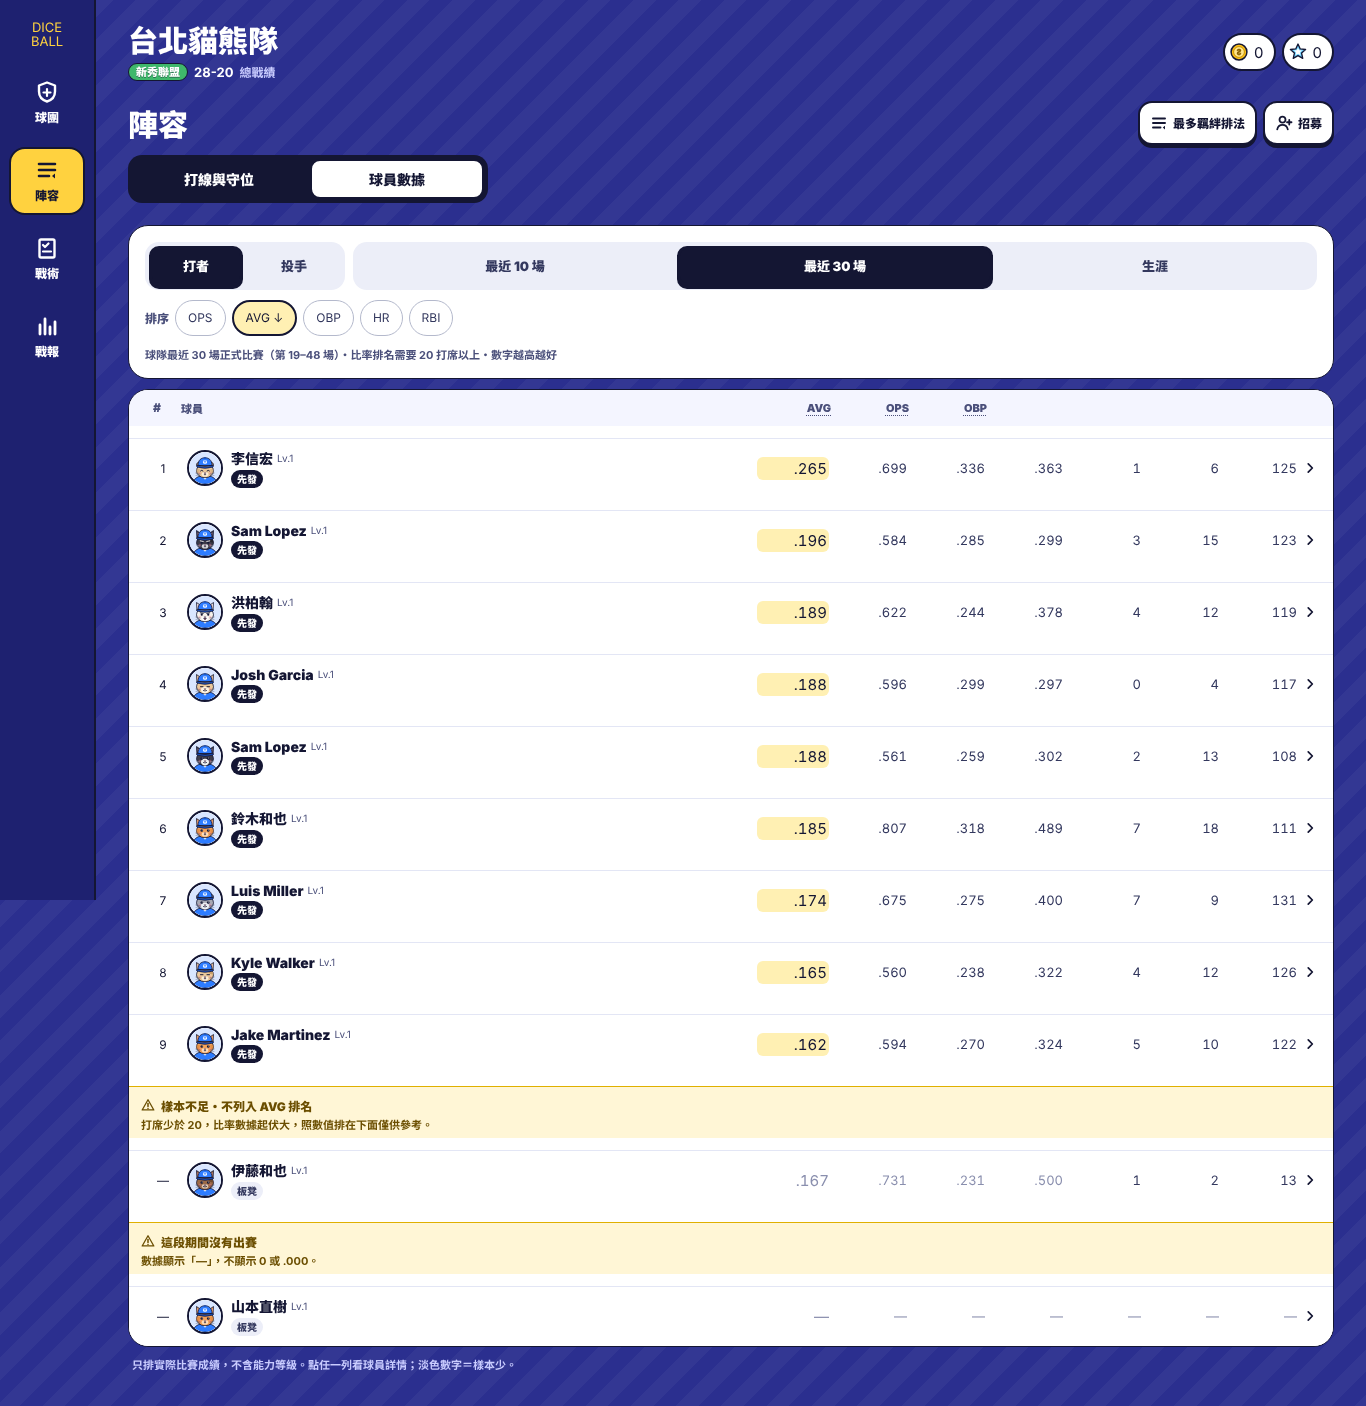 DICE
BALL
球團
陣容
戰術
戰報
台北貓熊隊
新秀聯盟 28-20 總戰績
0 0
陣容
最多羈絆排法 招募
打線與守位 球員數據
打者 投手 最近 10 場 最近 30 場 生涯
排序 OPS AVG ↓ OBP HR RBI
球隊最近 30 場正式比賽（第 19–48 場）・比率排名需要 20 打席以上・數字越高越好
# 球員 AVG OPS OBP
1 李信宏 Lv.1 .265 .699 .336 .363 1 6 125
先發
2 Sam Lopez Lv.1 .196 .584 .285 .299 3 15 123
先發
3 洪柏翰 Lv.1 .189 .622 .244 .378 4 12 119
先發
4 Josh Garcia Lv.1 .188 .596 .299 .297 0 4 117
先發
5 Sam Lopez Lv.1 .188 .561 .259 .302 2 13 108
先發
6 鈴木和也 Lv.1 .185 .807 .318 .489 7 18 111
先發
7 Luis Miller Lv.1 .174 .675 .275 .400 7 9 131
先發
8 Kyle Walker Lv.1 .165 .560 .238 .322 4 12 126
先發
9 Jake Martinez Lv.1 .162 .594 .270 .324 5 10 122
先發
樣本不足・不列入 AVG 排名
打席少於 20，比率數據起伏大，照數值排在下面僅供參考。
— 伊藤和也 Lv.1 .167 .731 .231 .500 1 2 13
板凳
這段期間沒有出賽
數據顯示「—」，不顯示 0 或 .000。
— 山本直樹 Lv.1 — — — — — — —
板凳
只排實際比賽成績，不含能力等級。點任一列看球員詳情；淡色數字＝樣本少。